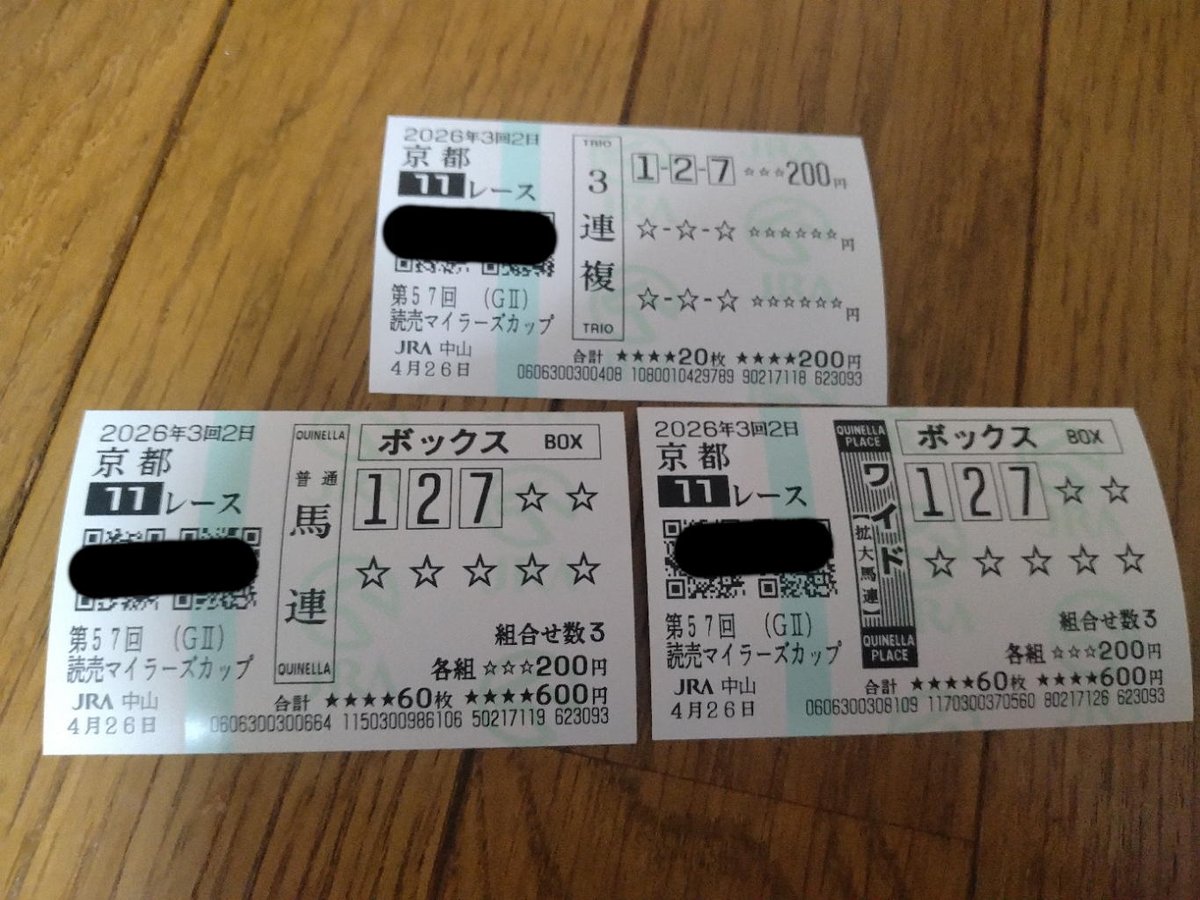 2026年3回2日
京都
11レース
第57回 (GⅡ)
読売マイラーズカップ
JRA 中山
4月26日
TRIO
3連複
TRIO
1-2-7 ☆☆☆200円
☆-☆-☆ ☆☆☆☆☆☆円
☆-☆-☆ ☆☆☆☆☆☆円
合計 ★★★★20枚 ★★★★200円
0606300300408 1080010429789 90217118 623093
2026年3回2日
京都
11レース
第57回 (GⅡ)
読売マイラーズカップ
JRA 中山
4月26日
QUINELLA
普通
馬連
QUINELLA
ボックス BOX
1 2 7 ☆ ☆
☆ ☆ ☆ ☆ ☆
組合せ数3
各組 ☆☆☆200円
合計 ★★★★60枚 ★★★★600円
0606300300664 1150300986106 50217119 623093
2026年3回2日
京都
11レース
第57回 (GⅡ)
読売マイラーズカップ
JRA 中山
4月26日
QUINELLA
PLACE
ワイド
【拡大馬連】
QUINELLA
PLACE
ボックス BOX
1 2 7 ☆ ☆
☆ ☆ ☆ ☆ ☆
組合せ数3
各組 ☆☆☆200円
合計 ★★★★60枚 ★★★★600円
0606300308109 1170300370560 80217126 623093